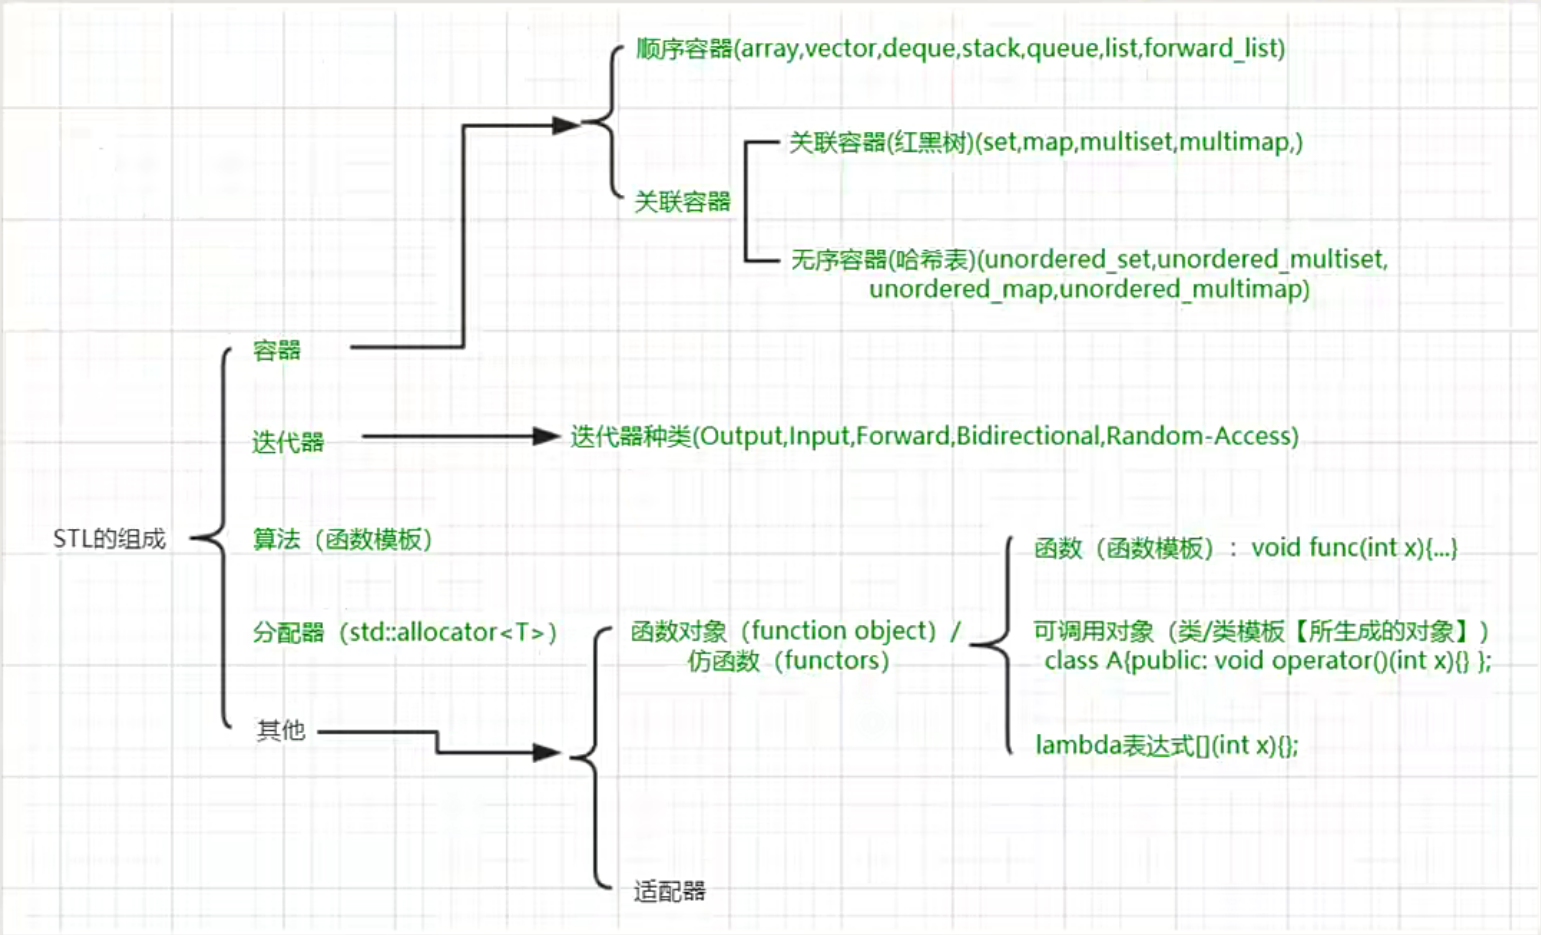 顺序容器(array,vector,deque,stack,queue,list,forward_list)
关联容器(红黑树)(set,map,multiset,multimap,)
关联容器
无序容器(哈希表)(unordered_set,unordered_multiset,
unordered_map,unordered_multimap)
容器
迭代器
迭代器种类(Output,Input,Forward,Bidirectional,Random-Access)
STL的组成
算法（函数模板）
函数（函数模板）：void func(int x){...}
分配器（std::allocator<T>）
函数对象（function object）/
仿函数（functors）
可调用对象（类/类模板【所生成的对象】）
class A{public: void operator()(int x){} };
其他
lambda表达式[](int x){};
适配器